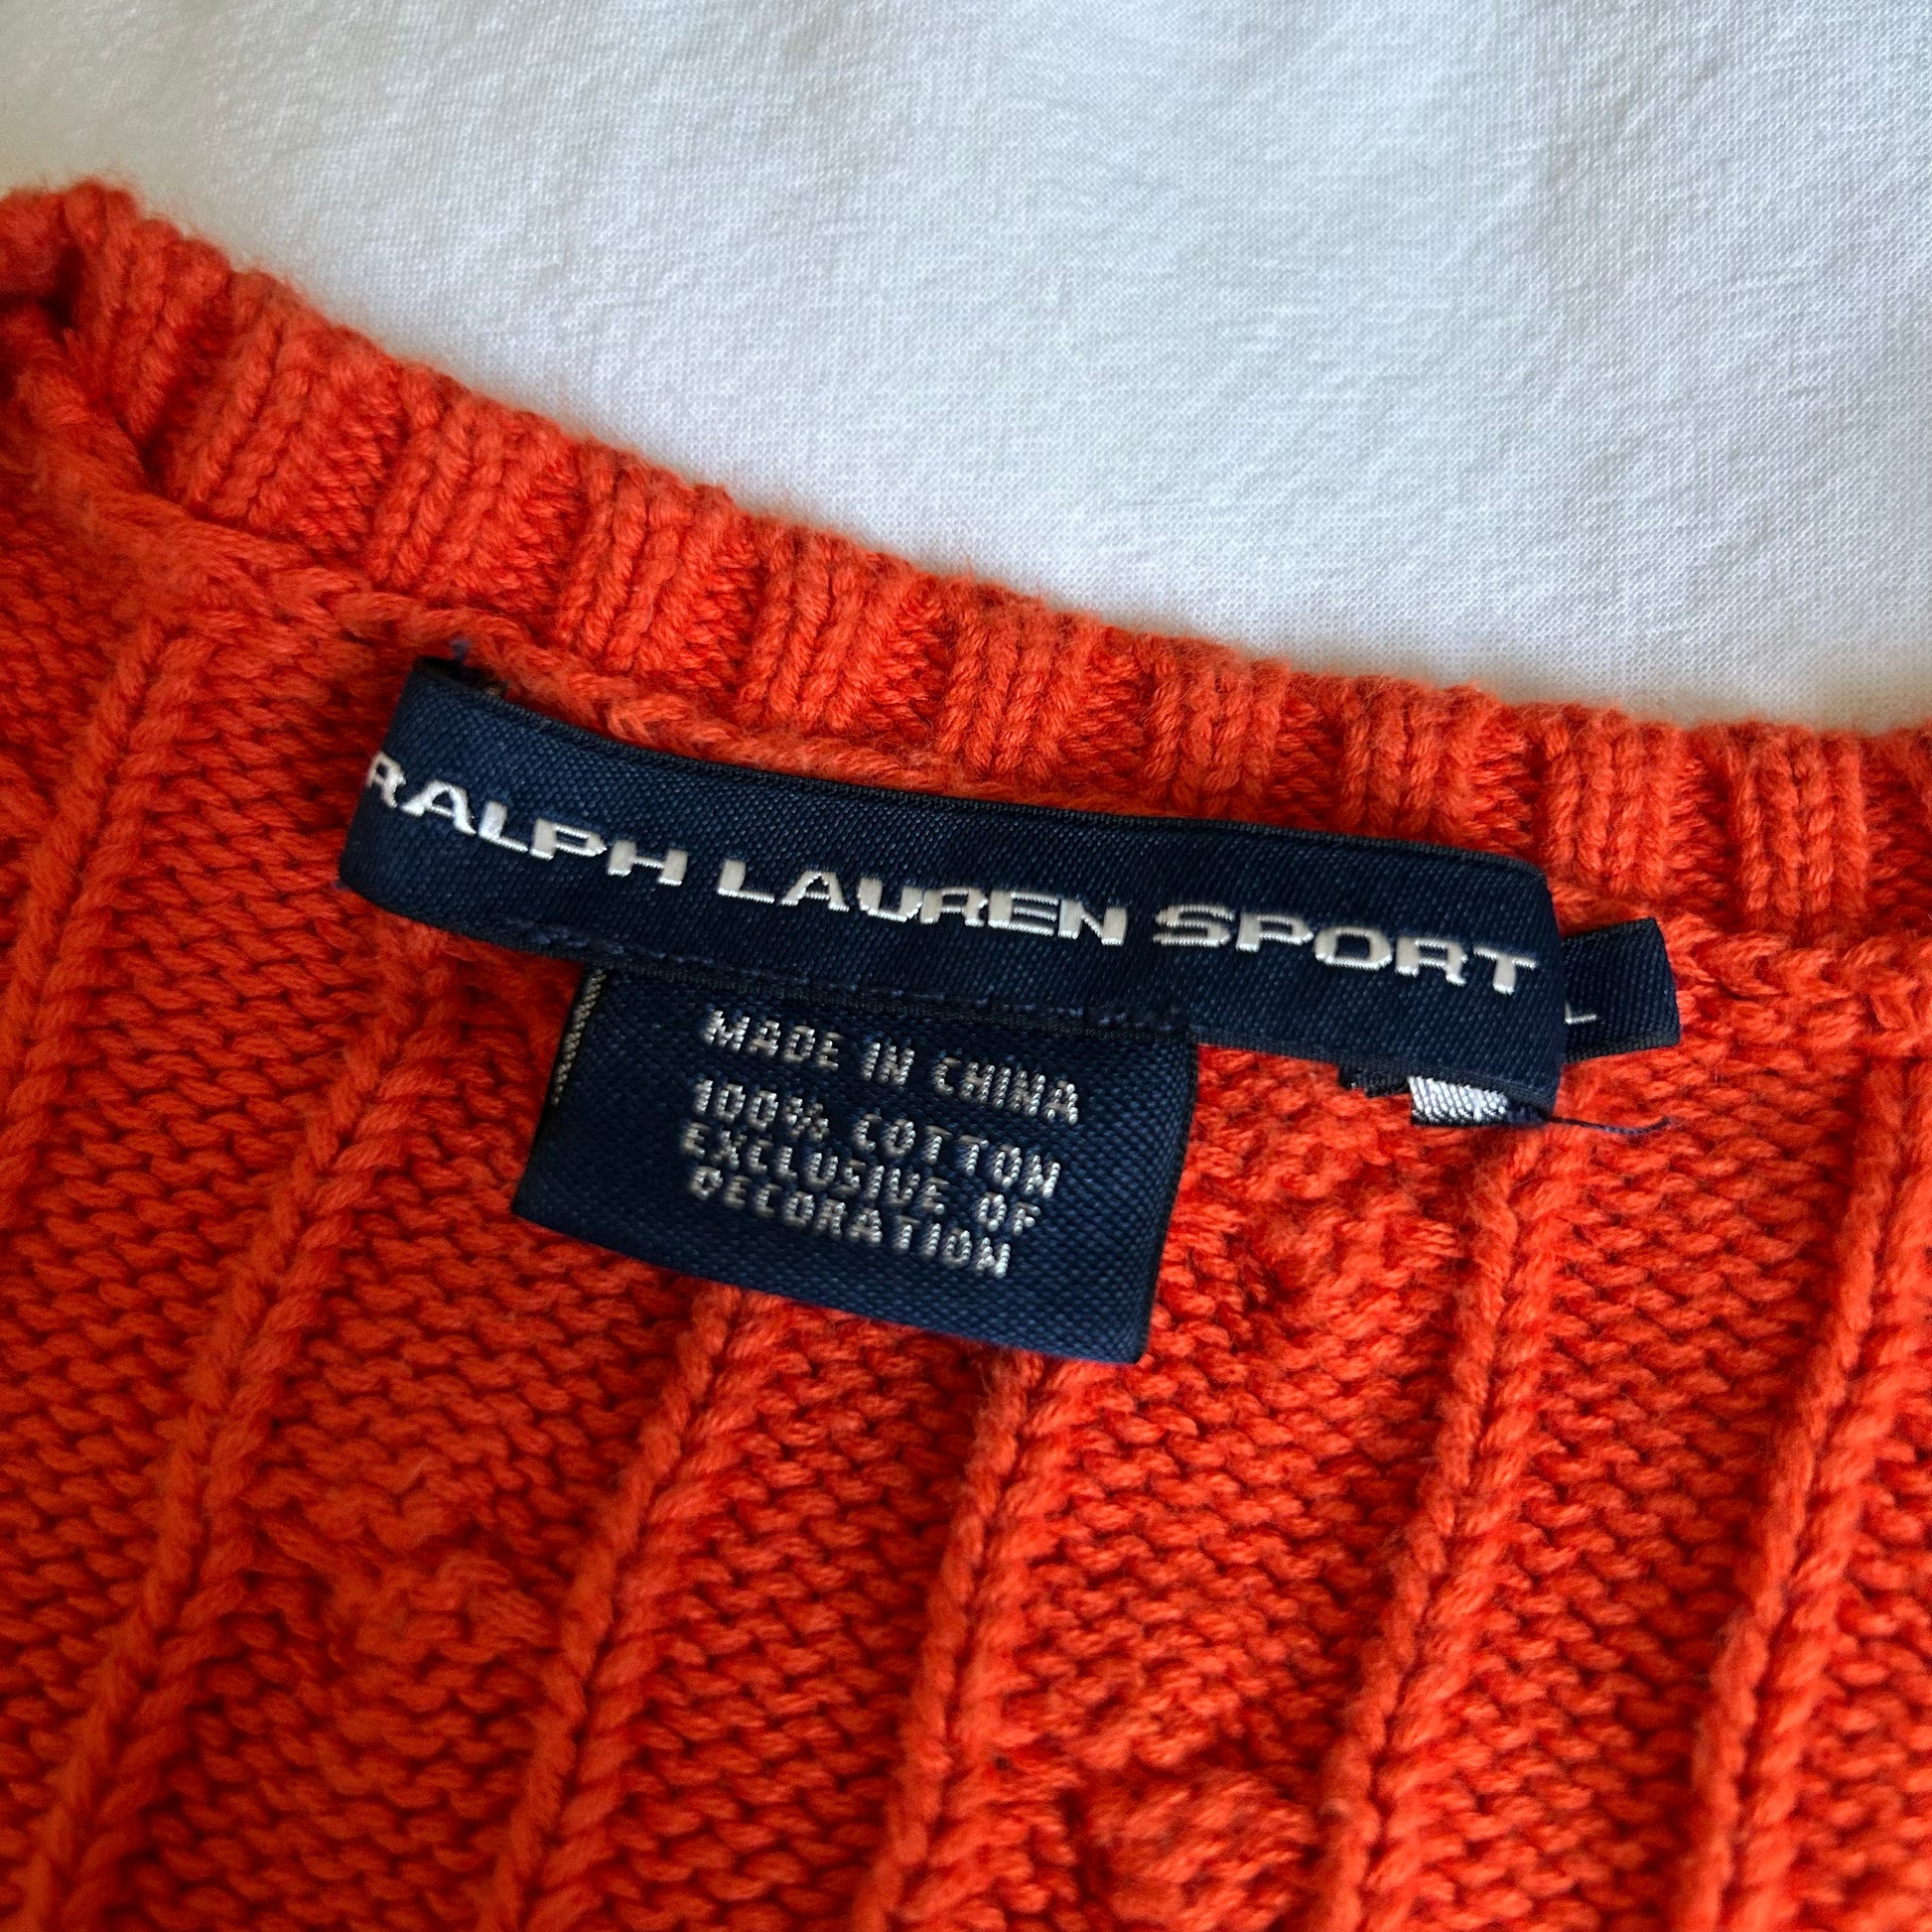 RALPH LAUREN SPORT
L
MADE IN CHINA
100% COTTON
EXCLUSIVE OF
DECORATION